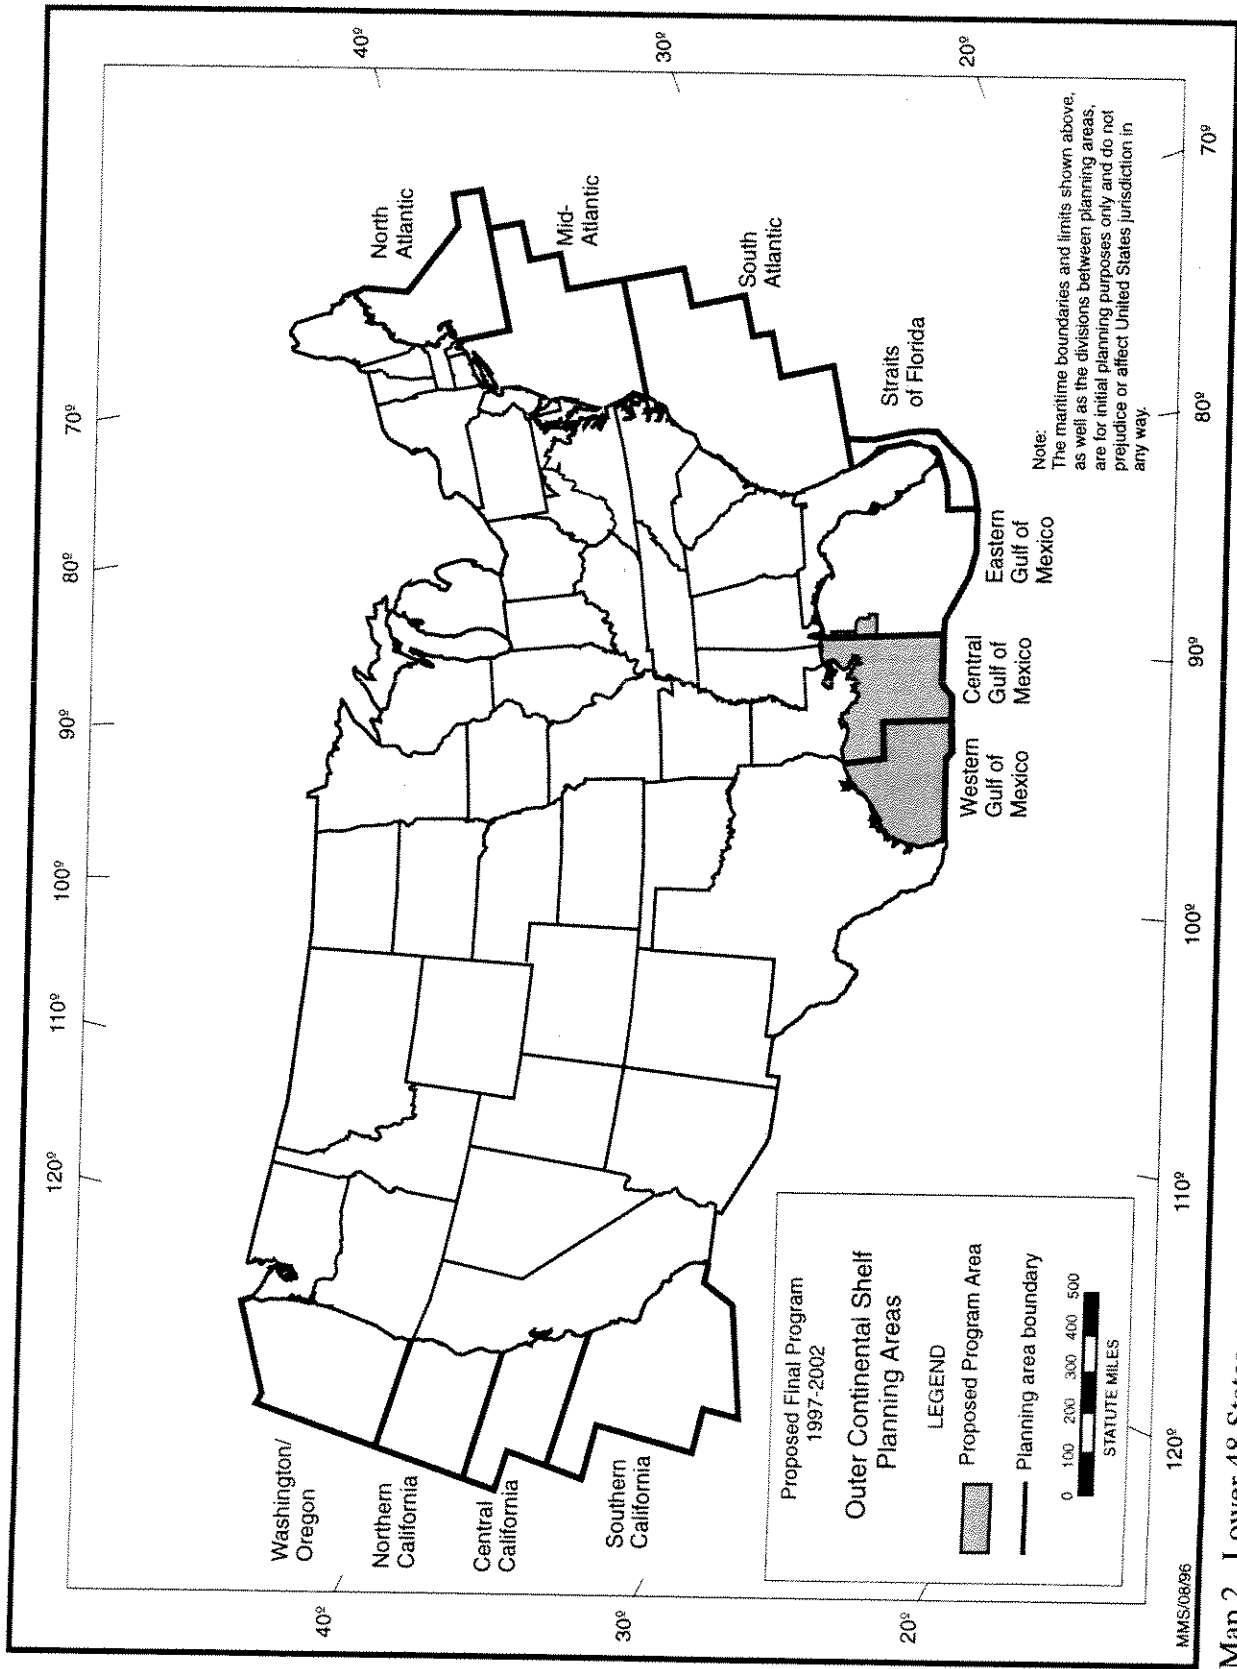 120º
110º
100º
90º
80º
70º
40º
30º
20º
40º
30º
20º
120º
110º
100º
90º
80º
70º
Washington/
Oregon
Northern
California
Central
California
Southern
California
North
Atlantic
Mid-
Atlantic
South
Atlantic
Straits
of Florida
Western
Gulf of
Mexico
Central
Gulf of
Mexico
Eastern
Gulf of
Mexico
Note:
The maritime boundaries and limits shown above,
as well as the divisions between planning areas,
are for initial planning purposes only and do not
prejudice or affect United States jurisdiction in
any way.
Proposed Final Program
1997-2002
Outer Continental Shelf
Planning Areas
LEGEND
Proposed Program Area
Planning area boundary
0 100 200 300 400 500
STATUTE MILES
MMS/08/96
Map 2. Lower 48 States